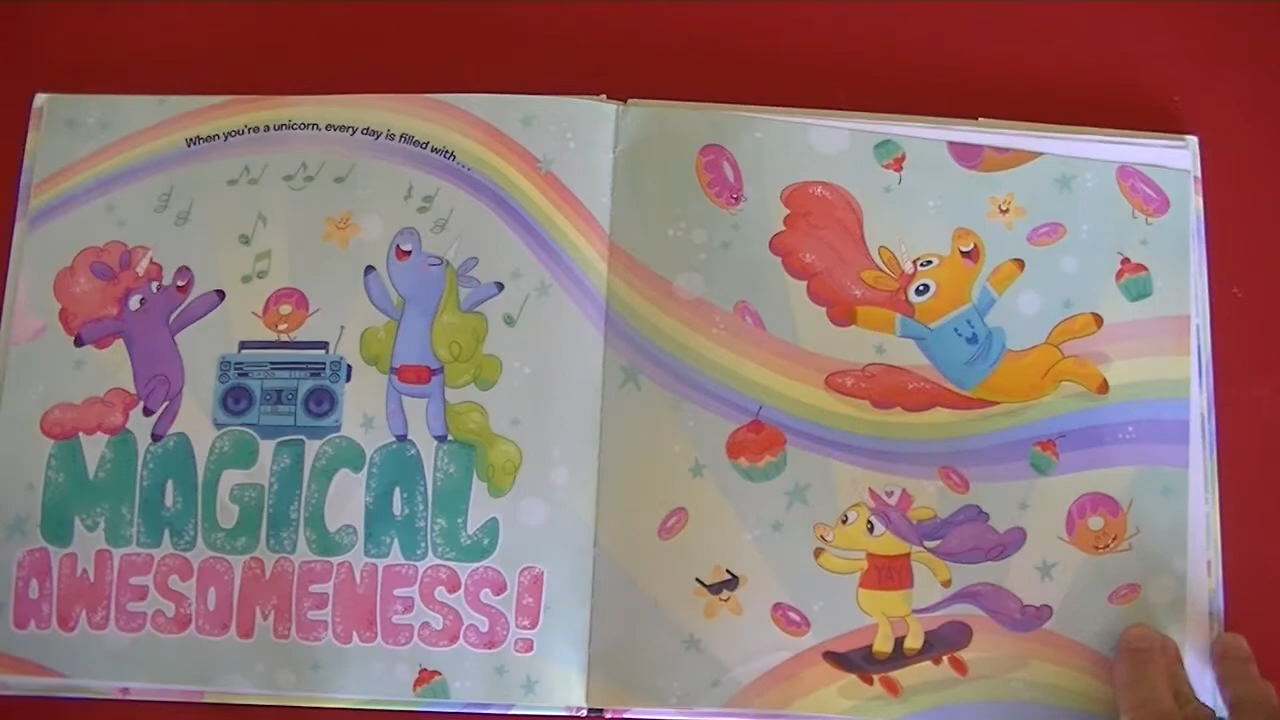 When you're a unicorn, every day is filled with...
MAGICAL
AWESOMENESS!
YAY